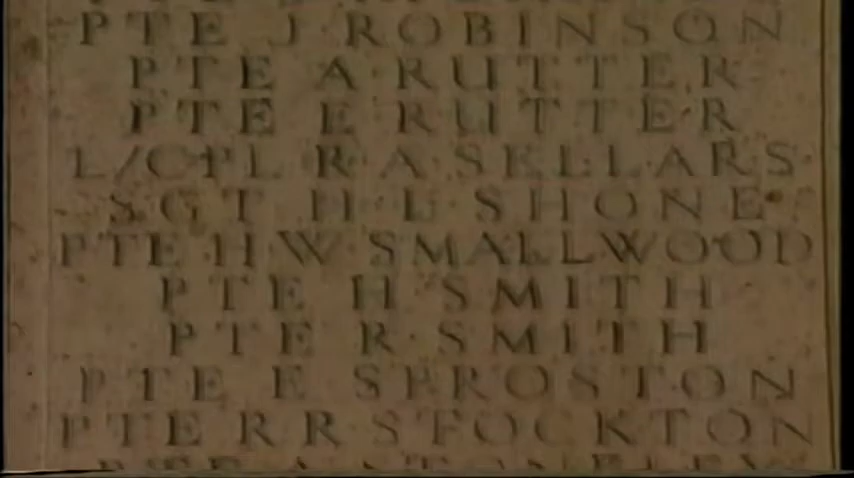 PTE J ROBINSON
PTE A RUTTER
PTE E RUTTER
L/CPL R A SELLARS
SGT H L SHONE
PTE H W SMALLWOOD
PTE H SMITH
PTE R SMITH
PTE E SPROSTON
PTE R R STOCKTON